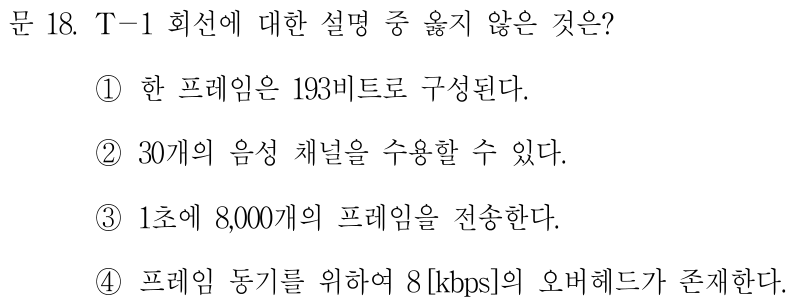 문 18. T-1 회선에 대한 설명 중 옳지 않은 것은?
① 한 프레임은 193비트로 구성된다.
② 30개의 음성 채널을 수용할 수 있다.
③ 1초에 8,000개의 프레임을 전송한다.
④ 프레임 동기를 위하여 8 [kbps]의 오버헤드가 존재한다.